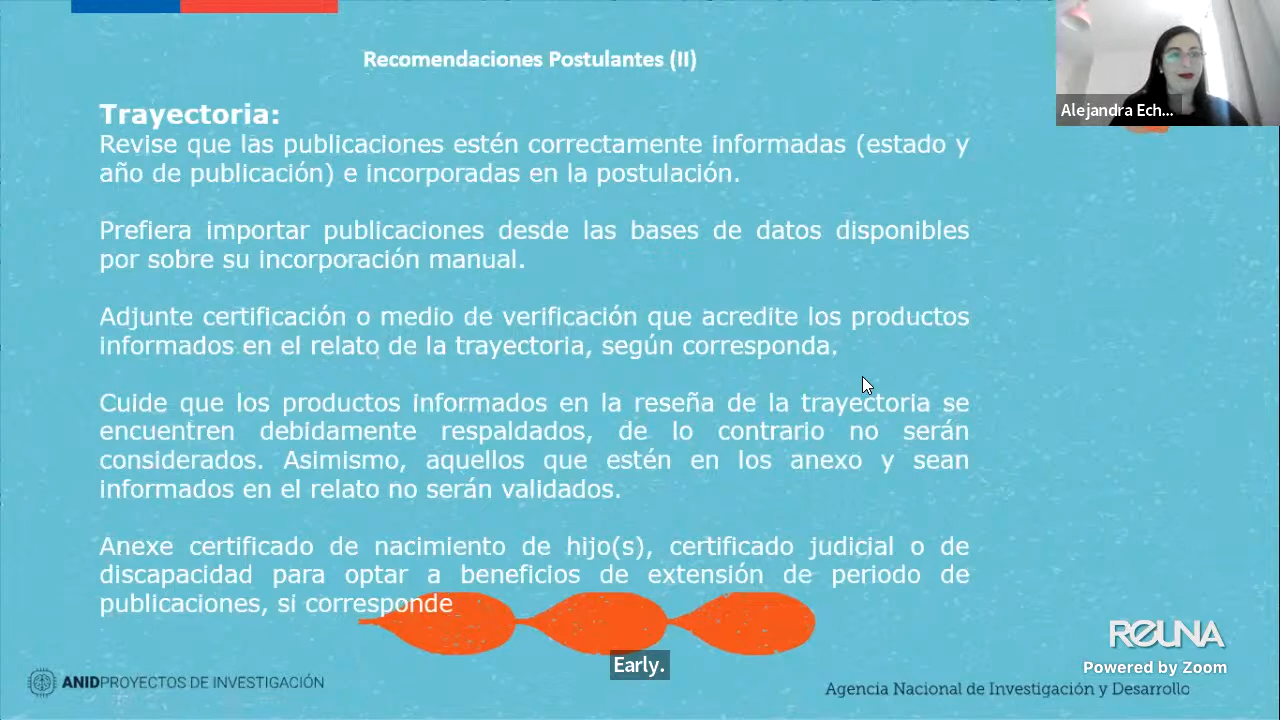 Recomendaciones Postulantes (II)
Alejandra Ech...
Trayectoria:
Revise que las publicaciones estén correctamente informadas (estado y
año de publicación) e incorporadas en la postulación.
Prefiera importar publicaciones desde las bases de datos disponibles
por sobre su incorporación manual.
Adjunte certificación o medio de verificación que acredite los productos
informados en el relato de la trayectoria, según corresponda.
Cuide que los productos informados en la reseña de la trayectoria se
encuentren debidamente respaldados, de lo contrario no serán
considerados. Asimismo, aquellos que estén en los anexo y sean
informados en el relato no serán validados.
Anexe certificado de nacimiento de hijo(s), certificado judicial o de
discapacidad para optar a beneficios de extensión de periodo de
publicaciones, si corresponde
REUNA
Powered by Zoom
Early.
ANIDPROYECTOS DE INVESTIGACIÓN
Agencia Nacional de Investigación y Desarrollo